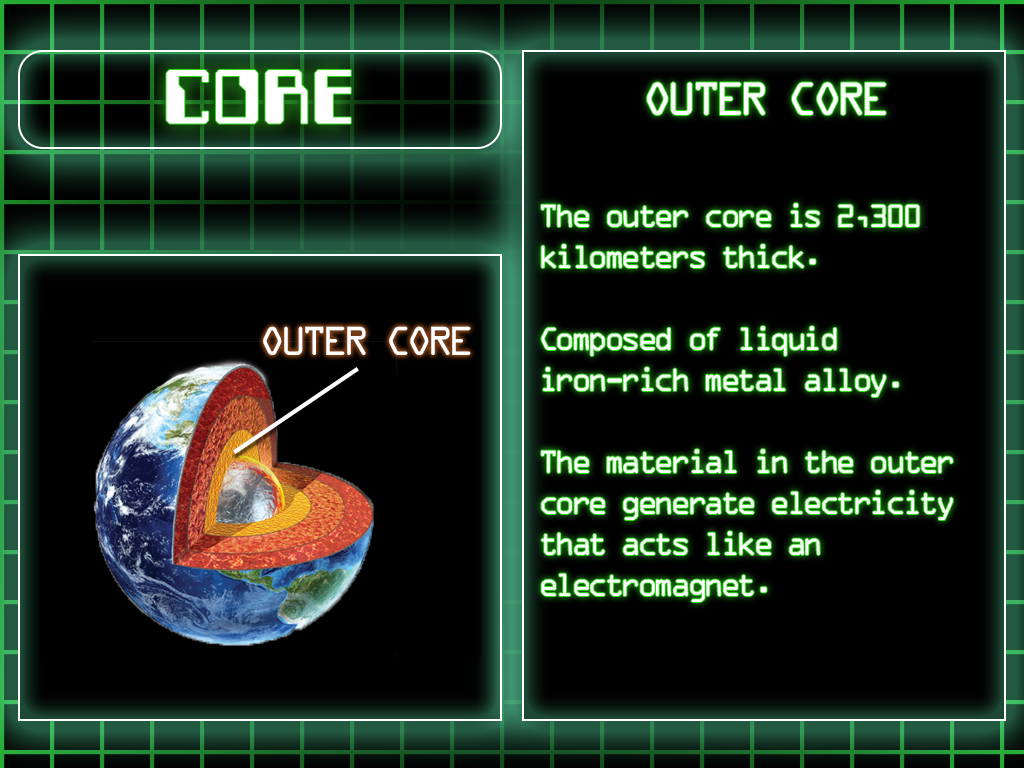 CORE
OUTER CORE
OUTER CORE
The outer core is 2,300
kilometers thick.
Composed of liquid
iron-rich metal alloy.
The material in the outer
core generate electricity
that acts like an
electromagnet.